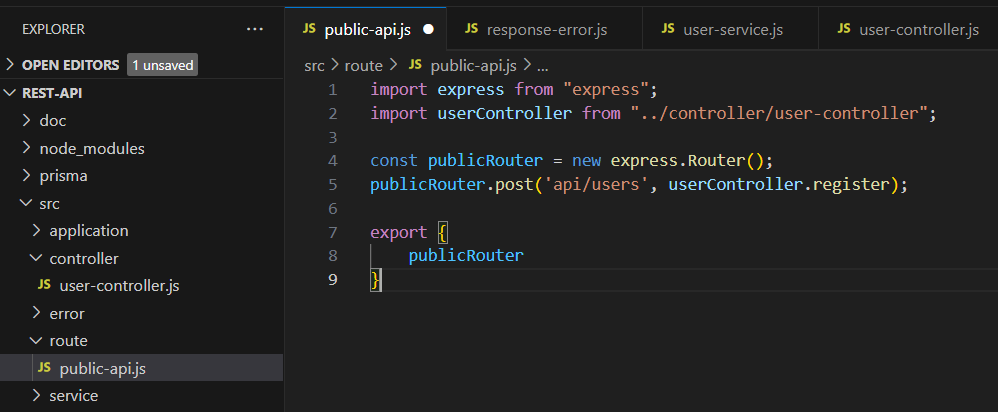 EXPLORER ...
OPEN EDITORS 1 unsaved
REST-API
doc
node_modules
prisma
src
application
controller
JS user-controller.js
error
route
JS public-api.js
service
JS public-api.js JS response-error.js JS user-service.js JS user-controller.js
src > route > JS public-api.js > ...
1 import express from "express";
2 import userController from "../controller/user-controller";
3
4 const publicRouter = new express.Router();
5 publicRouter.post('api/users', userController.register);
6
7 export {
8     publicRouter
9 }